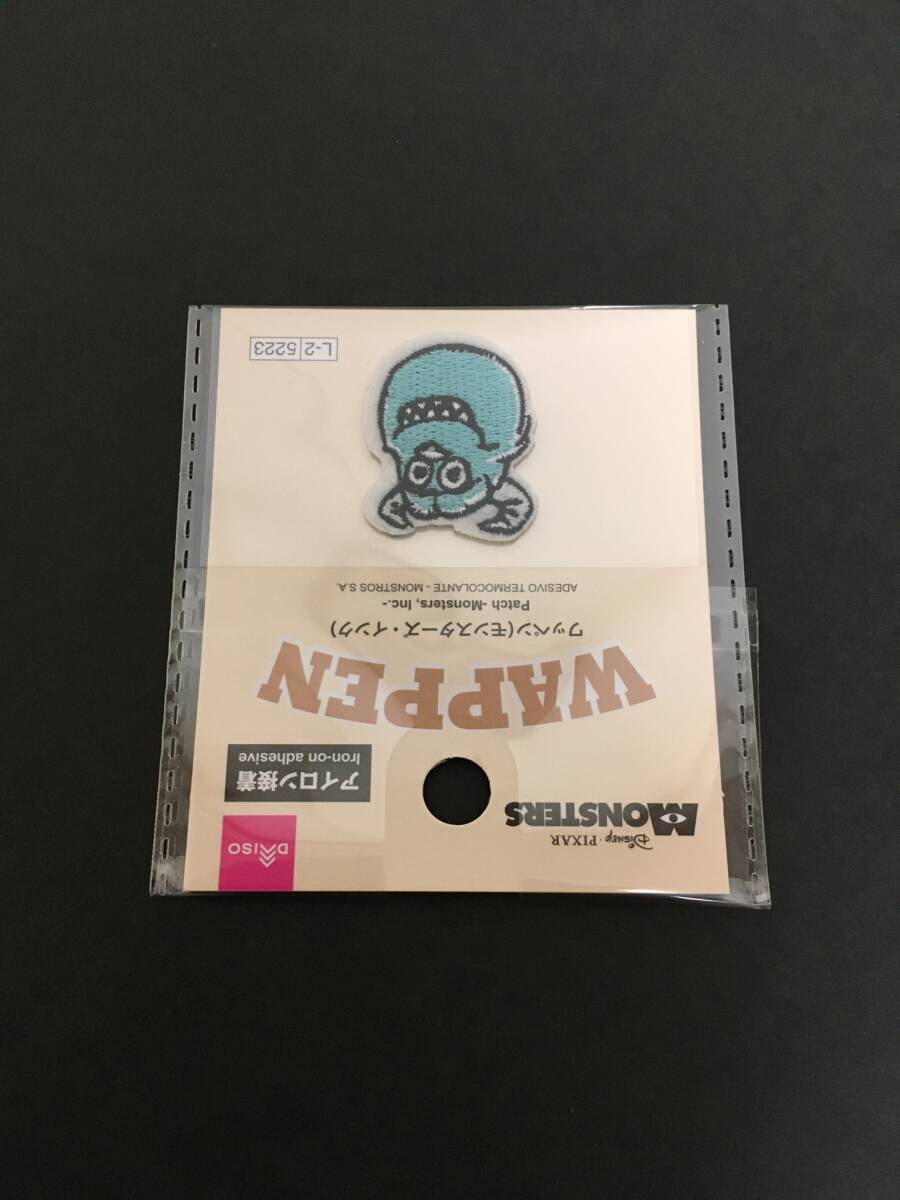 Disney · PIXAR
MONSTERS
DAISO
アイロン接着
Iron-on adhesive
WAPPEN
ワッペン(モンスターズ・インク)
Patch -Monsters, Inc.-
ADESIVO TERMOCOLANTE - MONSTROS S.A.
L-2 5223